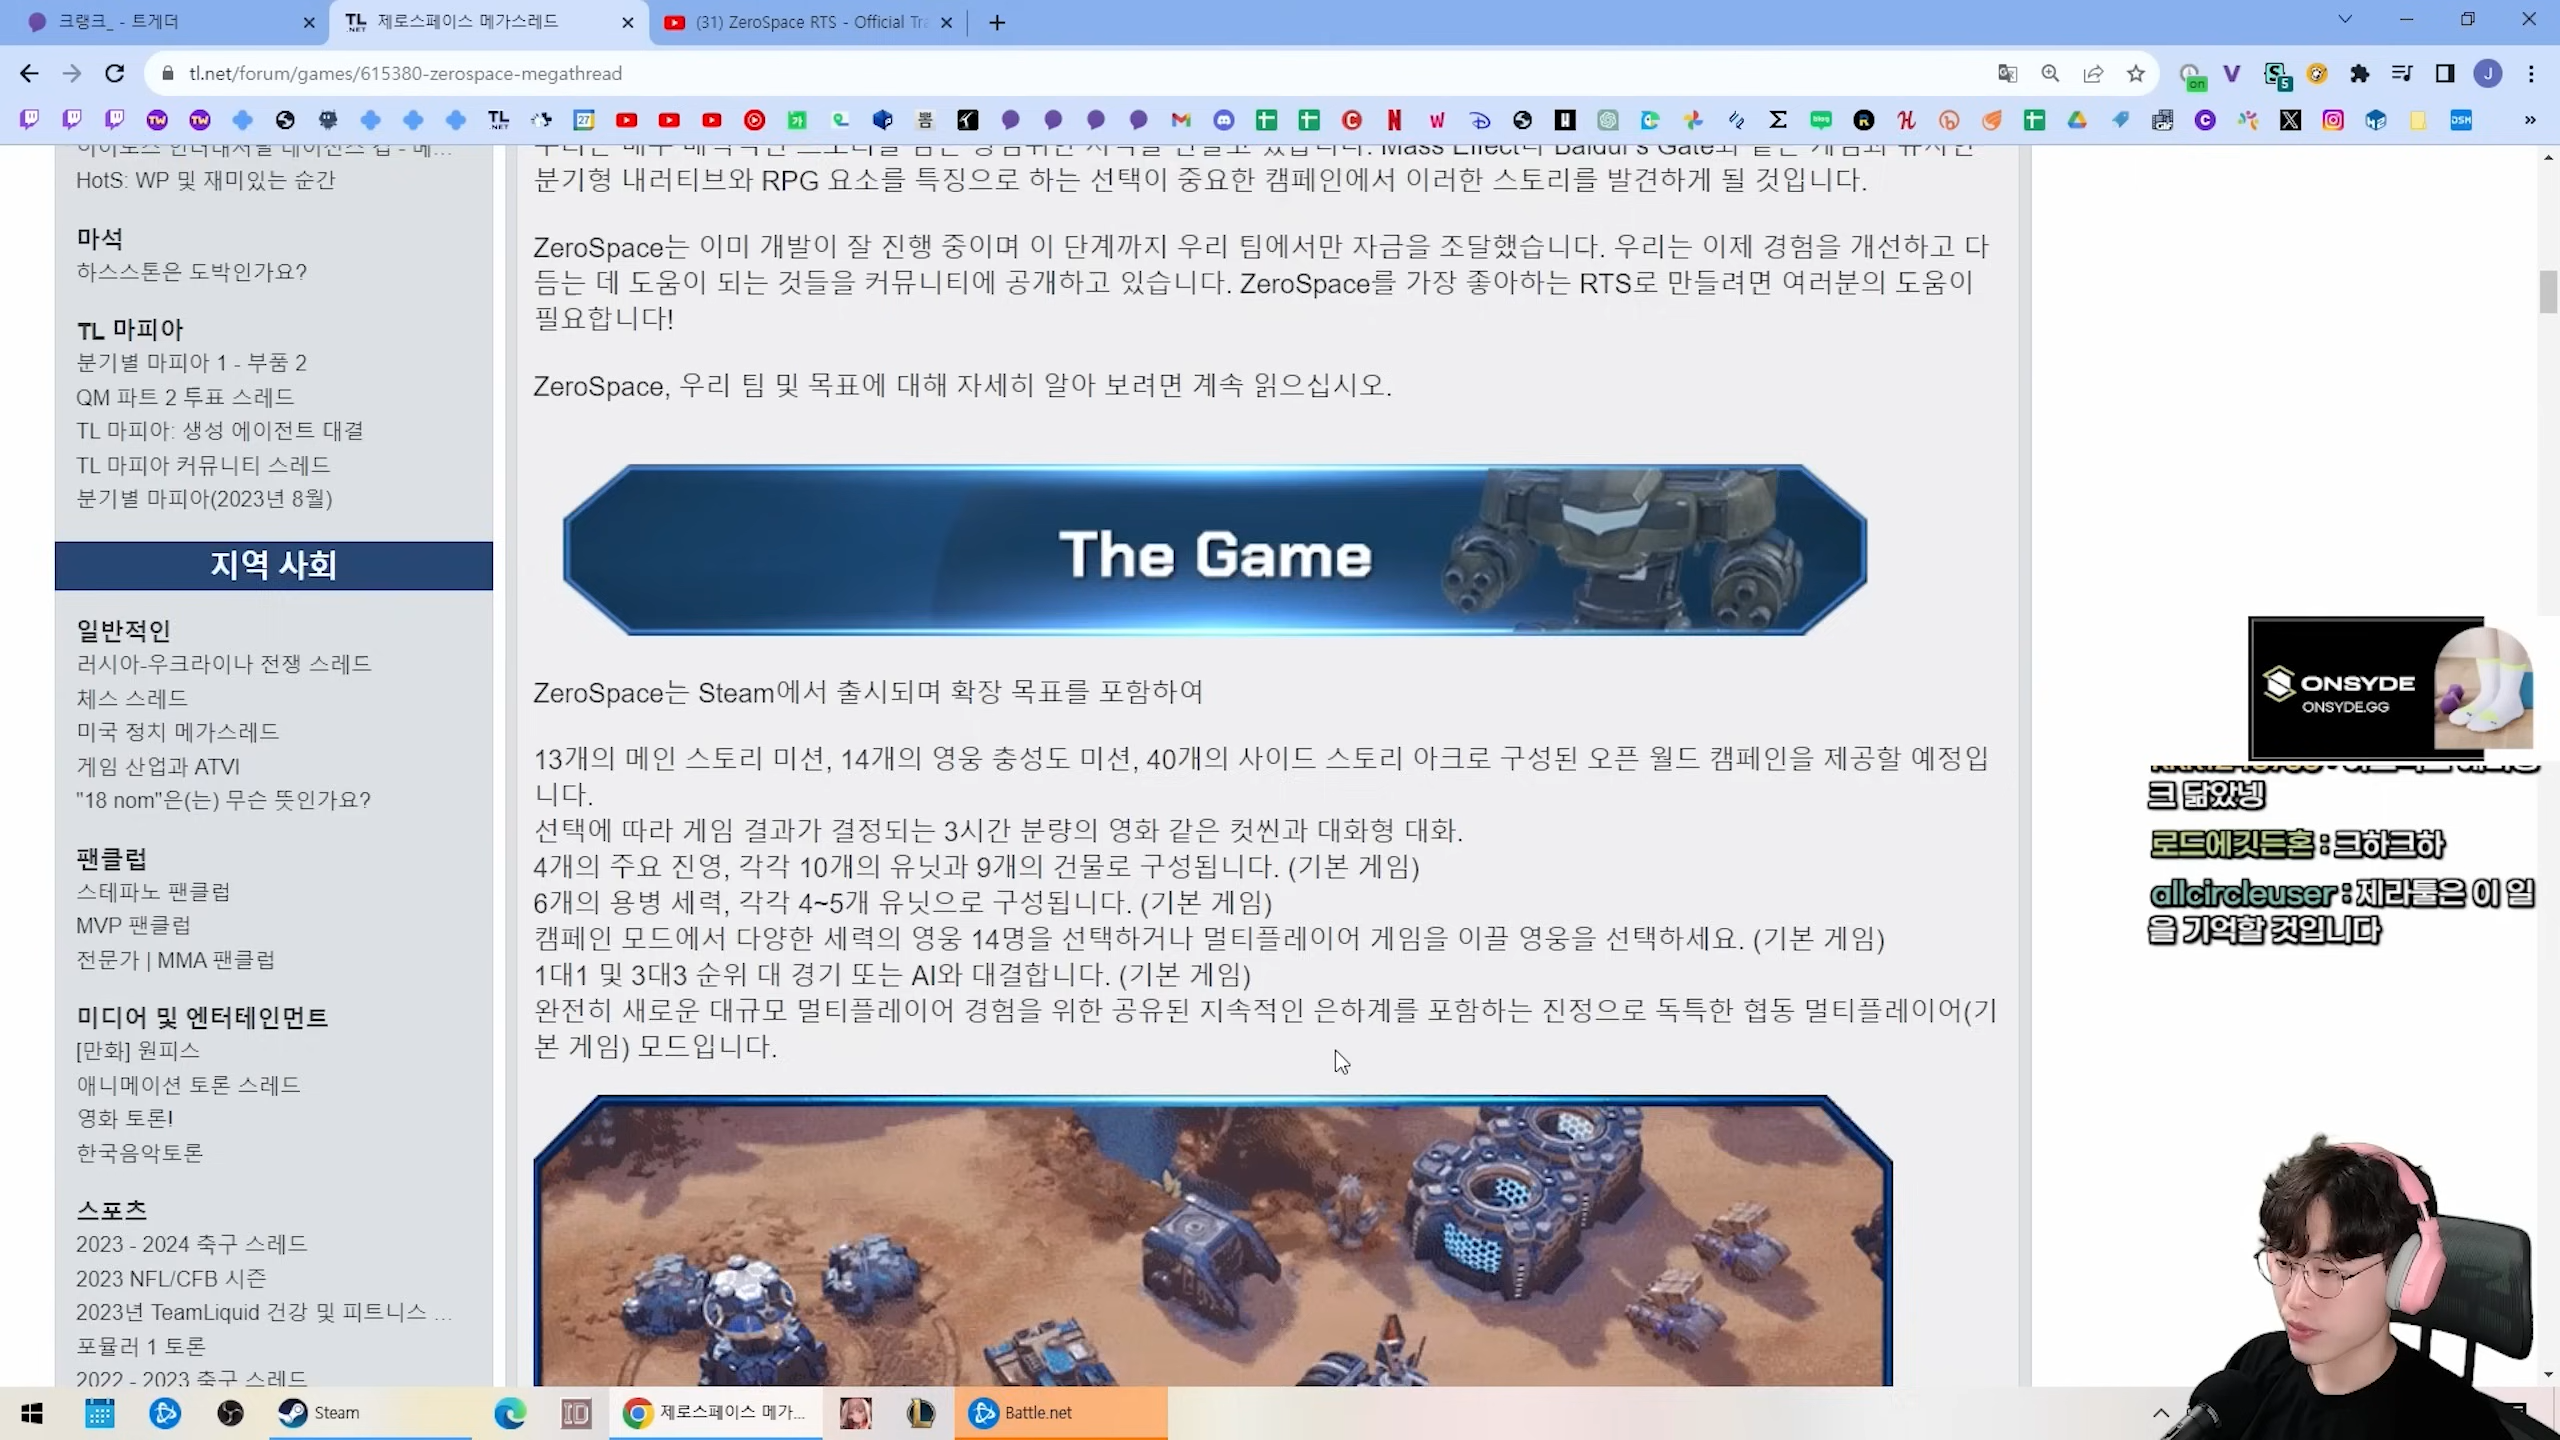 크랭크_ - 트게더
제로스페이스 메가스레드
(31) ZeroSpace RTS - Official Tra
tl.net/forum/games/615380-zerospace-megathread
HotS: WP 및 재미있는 순간
마석
하스스톤은 도박인가요?
TL 마피아
분기별 마피아 1 - 부품 2
QM 파트 2 투표 스레드
TL 마피아: 생성 에이전트 대결
TL 마피아 커뮤니티 스레드
분기별 마피아(2023년 8월)
지역 사회
일반적인
러시아-우크라이나 전쟁 스레드
체스 스레드
미국 정치 메가스레드
게임 산업과 ATVI
"18 nom"은(는) 무슨 뜻인가요?
팬클럽
스테파노 팬클럽
MVP 팬클럽
전문가 | MMA 팬클럽
미디어 및 엔터테인먼트
[만화] 원피스
애니메이션 토론 스레드
영화 토론!
한국음악토론
스포츠
2023 - 2024 축구 스레드
2023 NFL/CFB 시즌
2023년 TeamLiquid 건강 및 피트니스 ...
포뮬러 1 토론
2022 - 2023 축구 스레드
분기형 내러티브와 RPG 요소를 특징으로 하는 선택이 중요한 캠페인에서 이러한 스토리를 발견하게 될 것입니다.
ZeroSpace는 이미 개발이 잘 진행 중이며 이 단계까지 우리 팀에서만 자금을 조달했습니다. 우리는 이제 경험을 개선하고 다
듬는 데 도움이 되는 것들을 커뮤니티에 공개하고 있습니다. ZeroSpace를 가장 좋아하는 RTS로 만들려면 여러분의 도움이
필요합니다!
ZeroSpace, 우리 팀 및 목표에 대해 자세히 알아 보려면 계속 읽으십시오.
The Game
ZeroSpace는 Steam에서 출시되며 확장 목표를 포함하여
13개의 메인 스토리 미션, 14개의 영웅 충성도 미션, 40개의 사이드 스토리 아크로 구성된 오픈 월드 캠페인을 제공할 예정입
니다.
선택에 따라 게임 결과가 결정되는 3시간 분량의 영화 같은 컷씬과 대화형 대화.
4개의 주요 진영, 각각 10개의 유닛과 9개의 건물로 구성됩니다. (기본 게임)
6개의 용병 세력, 각각 4~5개 유닛으로 구성됩니다. (기본 게임)
캠페인 모드에서 다양한 세력의 영웅 14명을 선택하거나 멀티플레이어 게임을 이끌 영웅을 선택하세요. (기본 게임)
1대1 및 3대3 순위 대 경기 또는 AI와 대결합니다. (기본 게임)
완전히 새로운 대규모 멀티플레이어 경험을 위한 공유된 지속적인 은하계를 포함하는 진정으로 독특한 협동 멀티플레이어(기
본 게임) 모드입니다.
ONSYDE
ONSYDE.GG
크 닮았넹
로드에깃든혼 : 크하크하
allcircleuser : 제라툴은 이 일
을 기억할 것입니다
Steam
제로스페이스 메가...
Battle.net